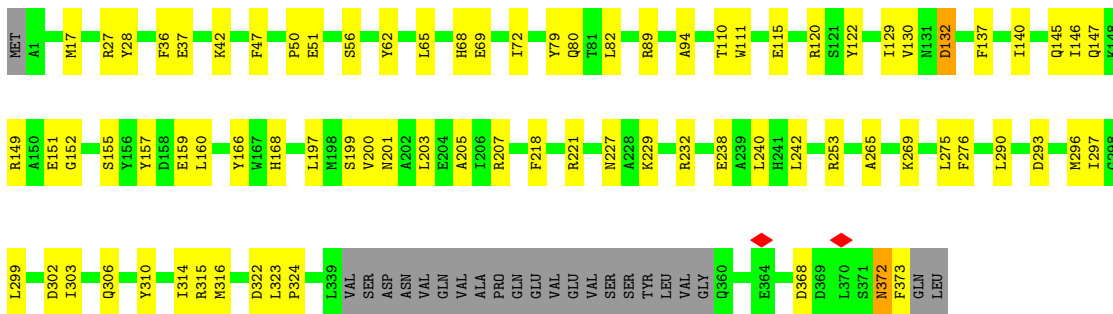 MET A1 M17 R27 Y28 F36 E37 K42 F47 P50 E51 S56 Y62 L65 H68 E69 I72 Y79 Q80 T81 L82 R89 A94 T110 W111 E115 R120 S121 Y122 I129 V130 N131 D132 F137 I140 Q145 I146 Q147 K148
R149 A150 E151 G152 S155 Y156 Y157 D158 E159 L160 Y166 W167 H168 L197 M198 S199 V200 N201 A202 L203 E204 A205 I206 R207 F218 R221 N227 A228 K229 R232 E238 A239 L240 H241 L242 R253 A265 K269 L275 F276 L290 D293 M296 I297 G298
L299 D302 I303 Q306 Y310 I314 R315 M316 D322 L323 P324 L339 VAL SER ASP ASN VAL GLN VAL ALA PRO GLN GLU VAL GLU VAL SER SER TYR LEU VAL GLY Q360 E364 D368 D369 L370 S371 N372 F373 GLN LEU